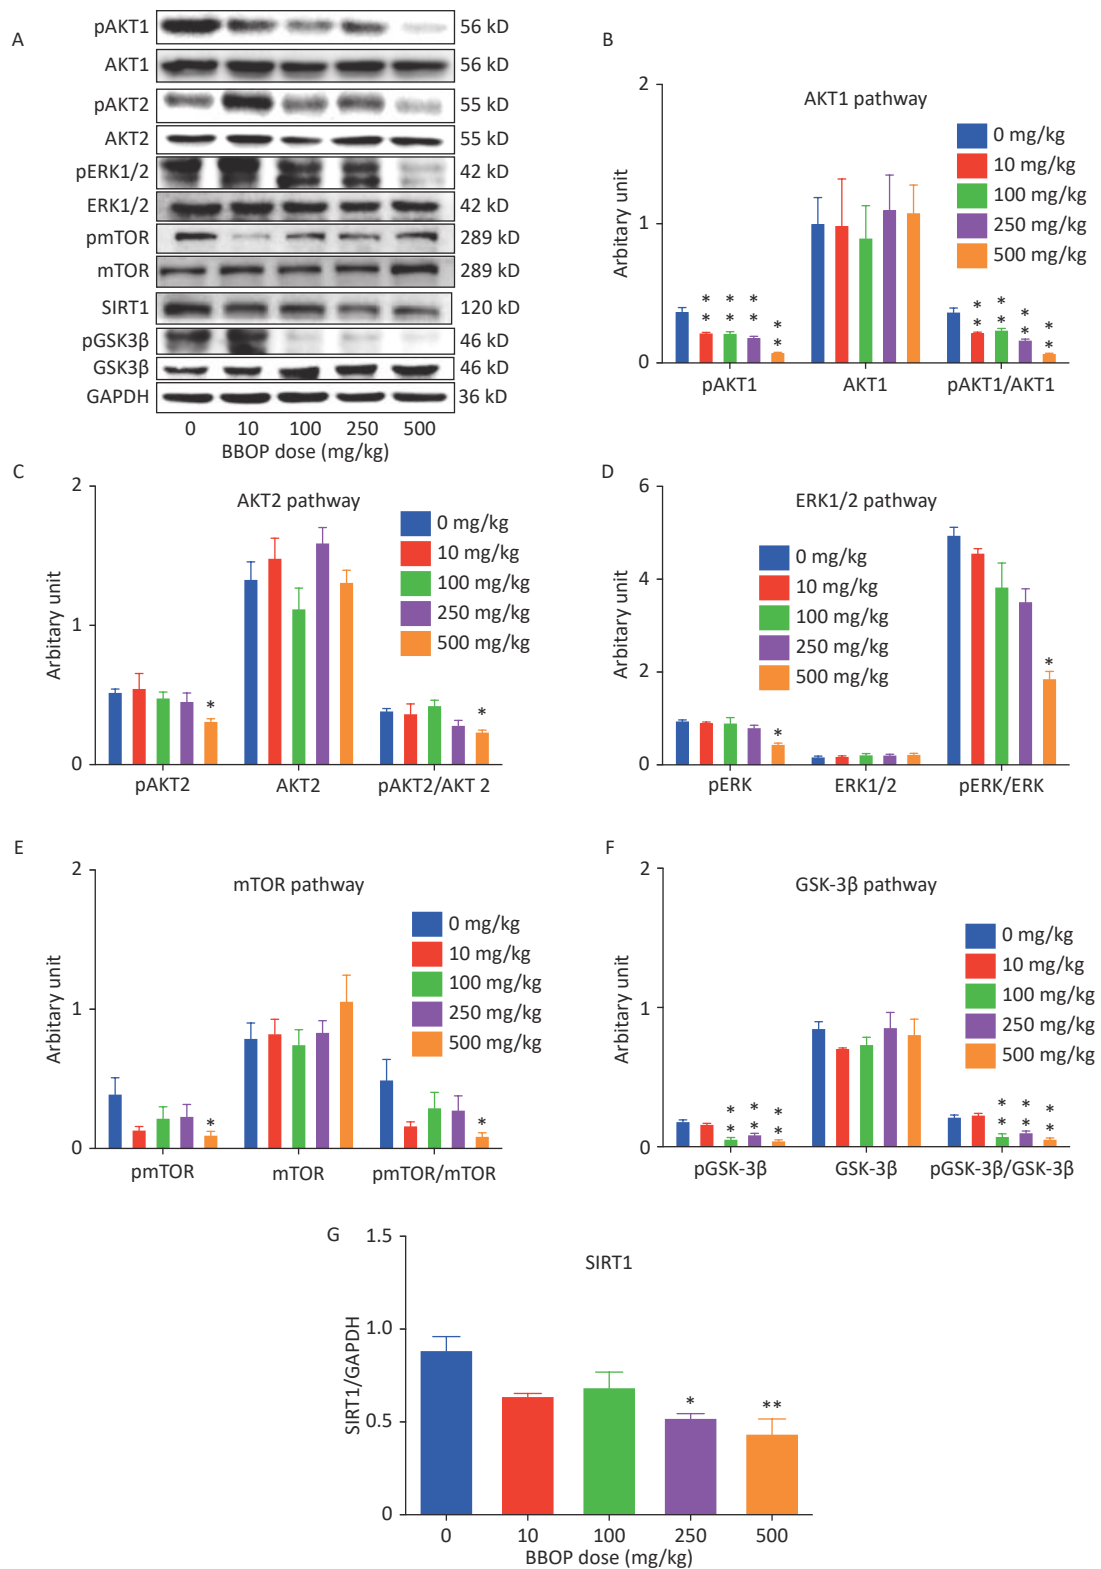 A
pAKT1 56 kD
AKT1 56 kD
pAKT2 55 kD
AKT2 55 kD
pERK1/2 42 kD
ERK1/2 42 kD
pmTOR 289 kD
mTOR 289 kD
SIRT1 120 kD
pGSK3β 46 kD
GSK3β 46 kD
GAPDH 36 kD
0 10 100 250 500
BBOP dose (mg/kg)
B
AKT1 pathway
Arbitary unit
2
1
0
0 mg/kg
10 mg/kg
100 mg/kg
250 mg/kg
500 mg/kg
** ** ** ** ** ** ** **
pAKT1 AKT1 pAKT1/AKT1
C
AKT2 pathway
Arbitary unit
2
1
0
0 mg/kg
10 mg/kg
100 mg/kg
250 mg/kg
500 mg/kg
* *
pAKT2 AKT2 pAKT2/AKT 2
D
ERK1/2 pathway
Arbitary unit
6
4
2
0
0 mg/kg
10 mg/kg
100 mg/kg
250 mg/kg
500 mg/kg
* *
pERK ERK1/2 pERK/ERK
E
mTOR pathway
Arbitary unit
2
1
0
0 mg/kg
10 mg/kg
100 mg/kg
250 mg/kg
500 mg/kg
* *
pmTOR mTOR pmTOR/mTOR
F
GSK-3β pathway
Arbitary unit
2
1
0
0 mg/kg
10 mg/kg
100 mg/kg
250 mg/kg
500 mg/kg
** ** ** ** ** **
pGSK-3β GSK-3β pGSK-3β/GSK-3β
G
SIRT1
SIRT1/GAPDH
1.5
1.0
0.5
0
* **
0 10 100 250 500
BBOP dose (mg/kg)